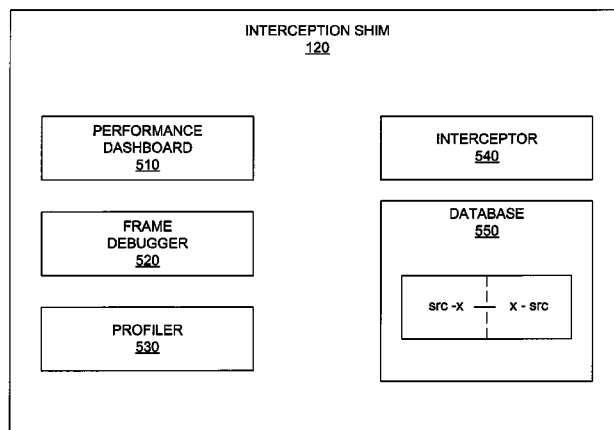 INTERCEPTION SHIM
120
PERFORMANCE
DASHBOARD
510
FRAME
DEBUGGER
520
PROFILER
530
INTERCEPTOR
540
DATABASE
550
src -x
x - src